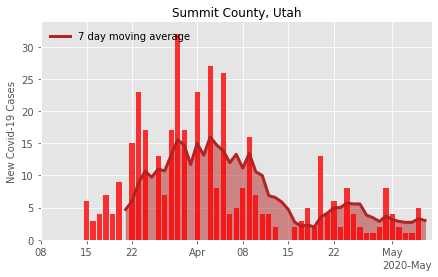 Summit County, Utah
7 day moving average
New Covid-19 Cases
30
25
20
15
10
5
0
08
15
22
Apr
08
15
22
May
2020-May